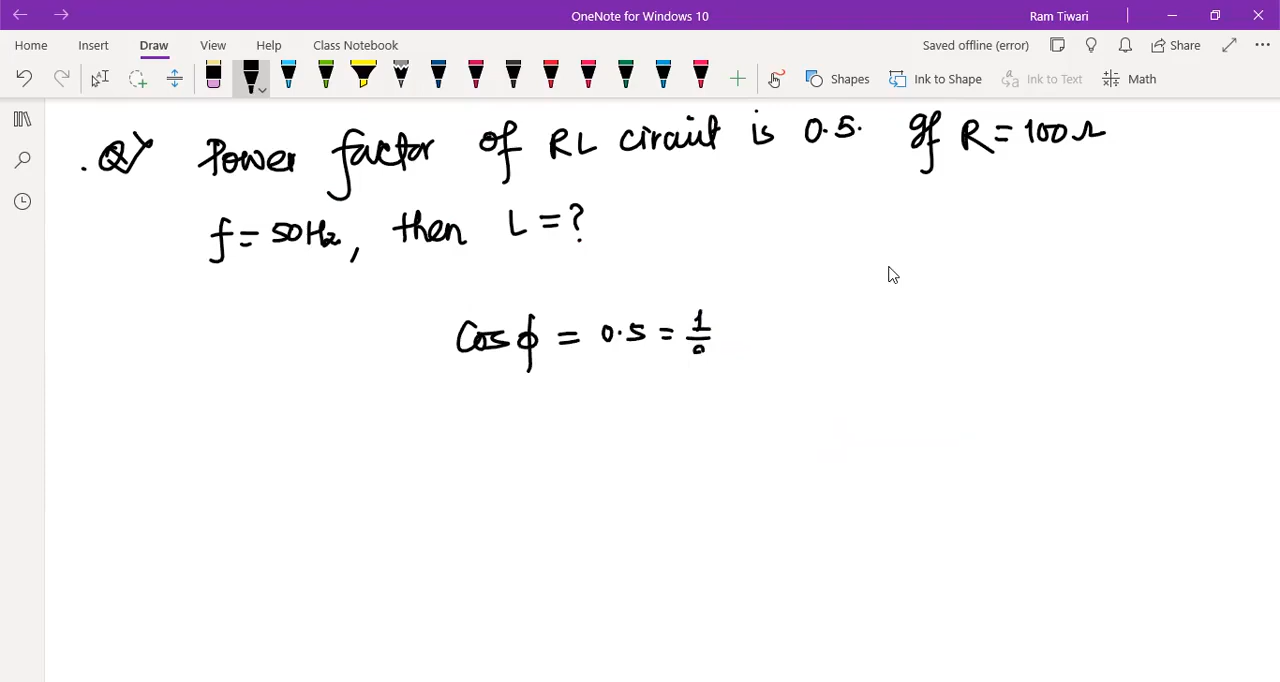 OneNote for Windows 10
Ram Tiwari
Home Insert Draw View Help Class Notebook
Saved offline (error) Share
Shapes Ink to Shape Ink to Text Math
.Q> Power factor of RL circuit is 0.5. If R = 100 Ω
f = 50Hz, then L = ?
Cos ϕ = 0.5 = 1/2